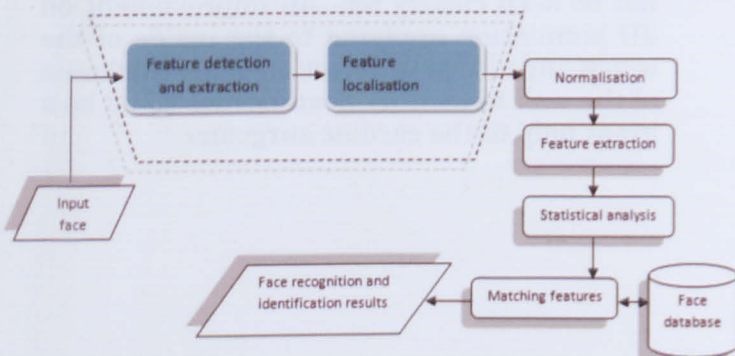 Feature detection
and extraction
Feature
localisation
Normalisation
Feature extraction
Statistical analysis
Input
face
Face recognition and
identification results
Matching features
Face
database